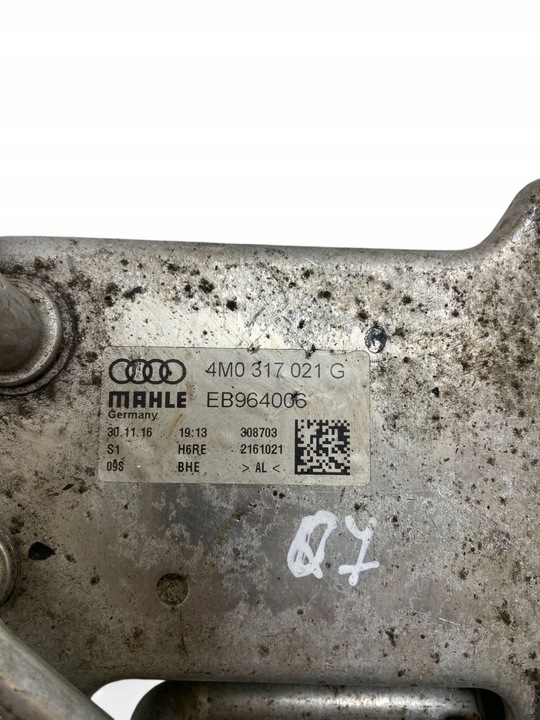 4M0 317 021 G
MAHLE EB964006
Germany
30.11.16 19:13 308703
S1 H6RE 2161021
09S BHE > AL <
Q7